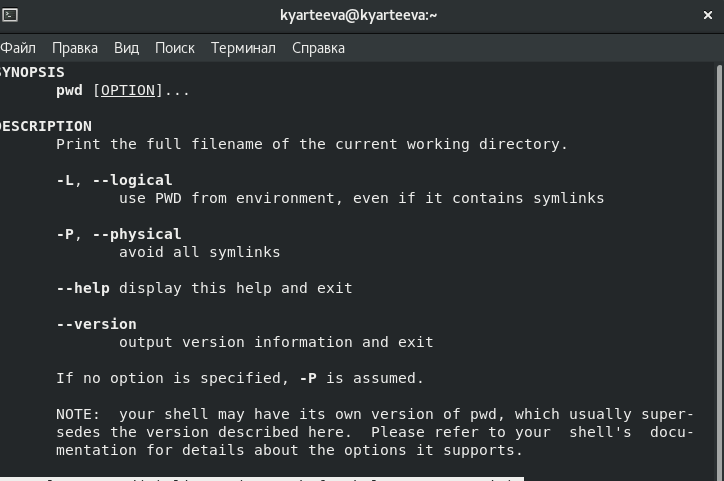 kyarteeva@kyarteeva:~
Файл Правка Вид Поиск Терминал Справка
SYNOPSIS
pwd [OPTION]...
DESCRIPTION
Print the full filename of the current working directory.
-L, --logical
use PWD from environment, even if it contains symlinks
-P, --physical
avoid all symlinks
--help display this help and exit
--version
output version information and exit
If no option is specified, -P is assumed.
NOTE:  your shell may have its own version of pwd, which usually super-
sedes the version described here.  Please refer to your  shell's  docu-
mentation for details about the options it supports.